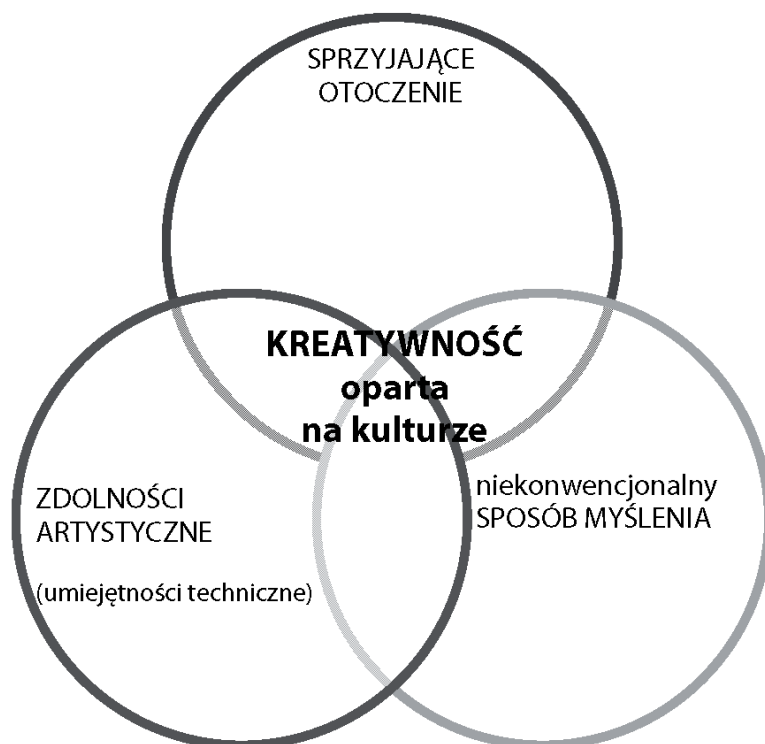 SPRZYJAJĄCE
OTOCZENIE
KREATYWNOŚĆ
oparta
na kulturze
ZDOLNOŚCI
ARTYSTYCZNE
(umiejętności techniczne)
niekonwencjonalny
SPOSÓB MYŚLENIA